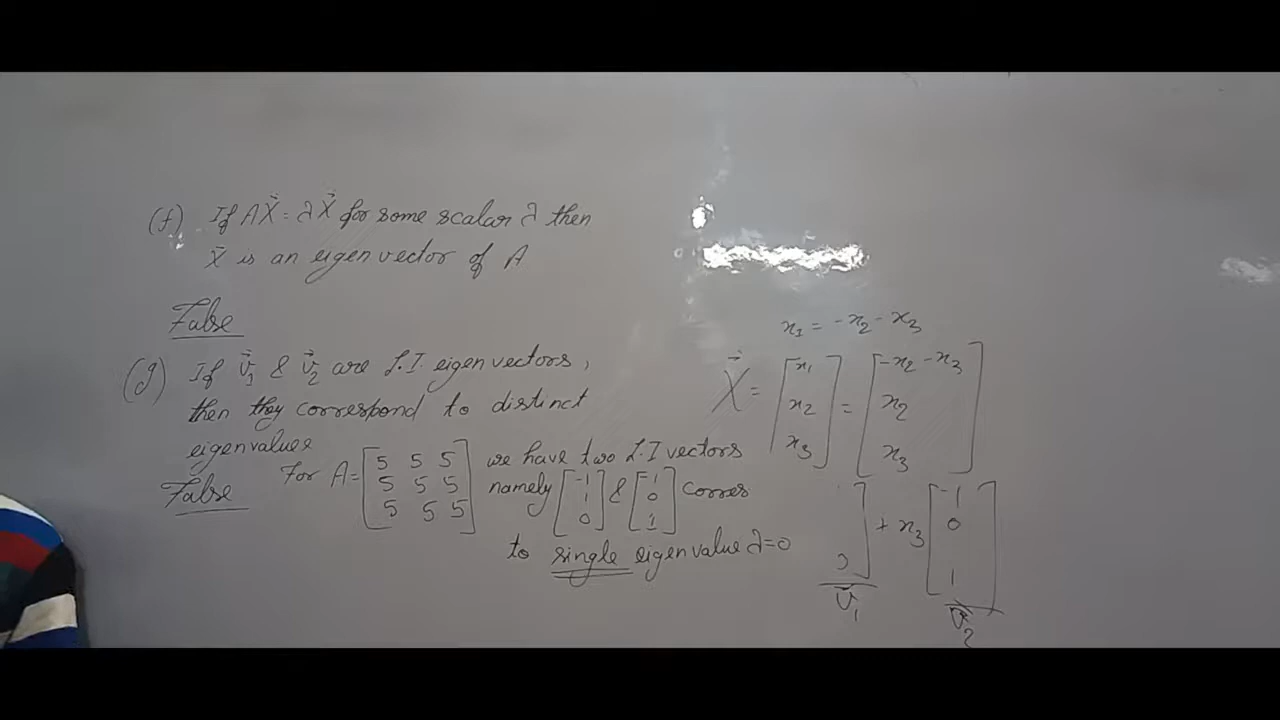 (f) If AX⃗ = λX⃗ for some scalar λ then
X⃗ is an eigen vector of A
False
(g) If v⃗₁ & v⃗₂ are L.I. eigenvectors,
then they correspond to distinct
eigenvalues
False
For A = [5 5 5
5 5 5
5 5 5]
we have two L.I vectors
namely [-1 1 0] & [-1 0 1] corres
to single eigenvalue λ=0
x₁ = -x₂ - x₃
X⃗ = [x₁ x₂ x₃] = [-x₂ - x₃ x₂ x₃]
] + x₃ [-1 0 1]
v⃗₁ v⃗₂